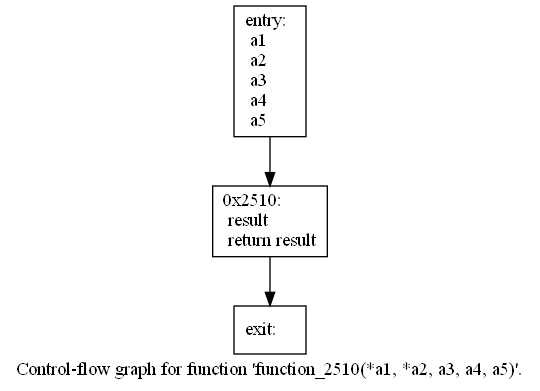 entry:
a1
a2
a3
a4
a5
0x2510:
result
return result
exit:
Control-flow graph for function 'function_2510(*a1, *a2, a3, a4, a5)'.